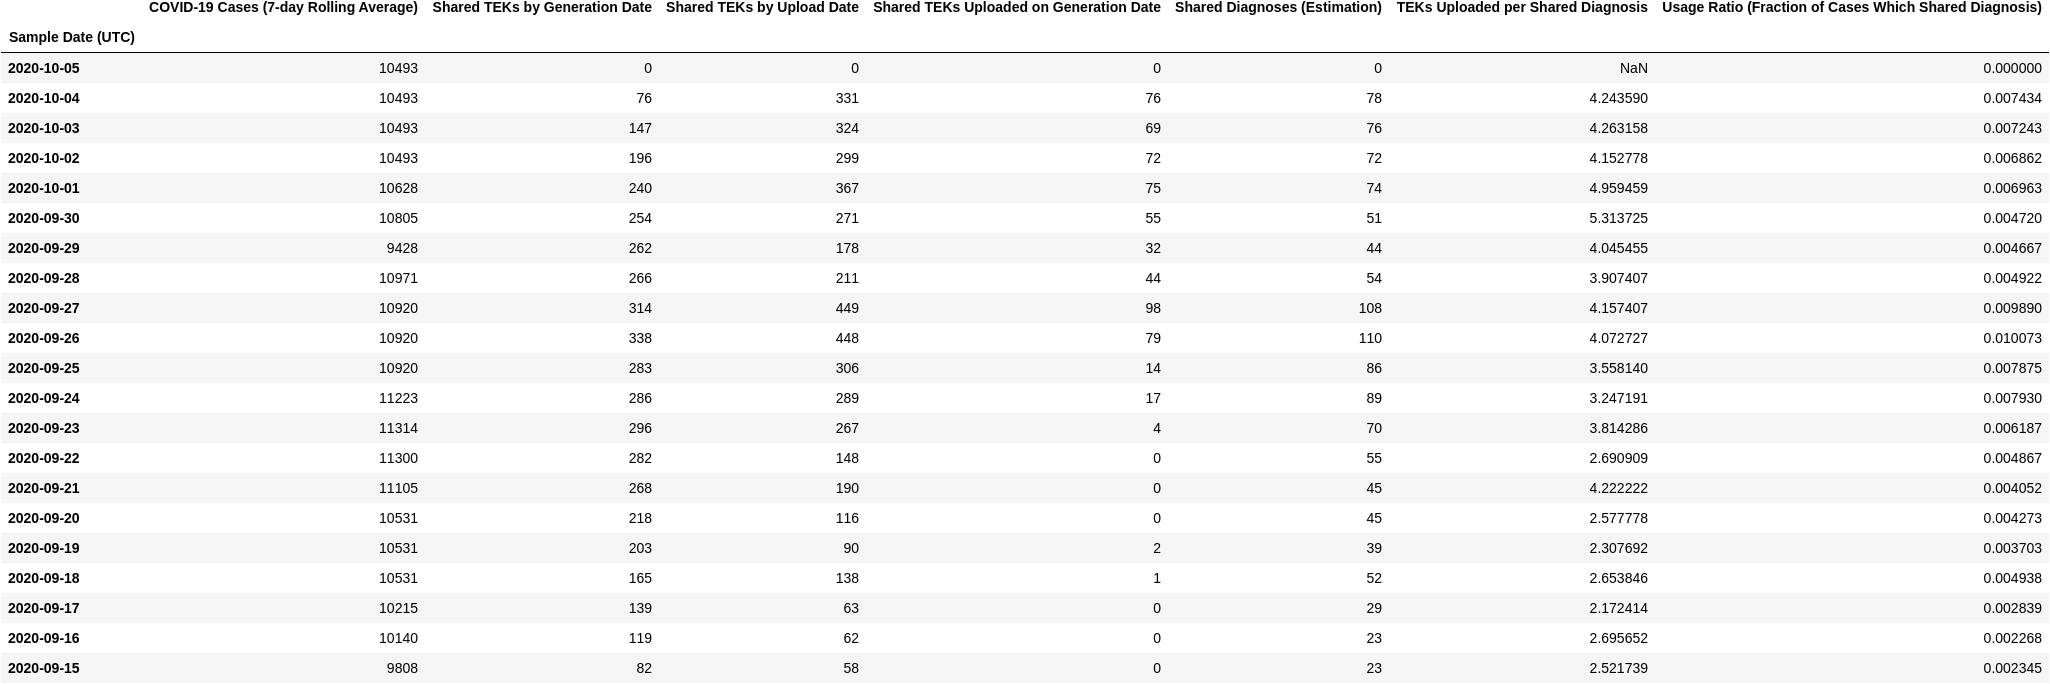 COVID-19 Cases (7-day Rolling Average) Shared TEKs by Generation Date Shared TEKs by Upload Date Shared TEKs Uploaded on Generation Date Shared Diagnoses (Estimation) TEKs Uploaded per Shared Diagnosis Usage Ratio (Fraction of Cases Which Shared Diagnosis)
Sample Date (UTC)
2020-10-05 10493 0 0 0 0 NaN 0.000000
2020-10-04 10493 76 331 76 78 4.243590 0.007434
2020-10-03 10493 147 324 69 76 4.263158 0.007243
2020-10-02 10493 196 299 72 72 4.152778 0.006862
2020-10-01 10628 240 367 75 74 4.959459 0.006963
2020-09-30 10805 254 271 55 51 5.313725 0.004720
2020-09-29 9428 262 178 32 44 4.045455 0.004667
2020-09-28 10971 266 211 44 54 3.907407 0.004922
2020-09-27 10920 314 449 98 108 4.157407 0.009890
2020-09-26 10920 338 448 79 110 4.072727 0.010073
2020-09-25 10920 283 306 14 86 3.558140 0.007875
2020-09-24 11223 286 289 17 89 3.247191 0.007930
2020-09-23 11314 296 267 4 70 3.814286 0.006187
2020-09-22 11300 282 148 0 55 2.690909 0.004867
2020-09-21 11105 268 190 0 45 4.222222 0.004052
2020-09-20 10531 218 116 0 45 2.577778 0.004273
2020-09-19 10531 203 90 2 39 2.307692 0.003703
2020-09-18 10531 165 138 1 52 2.653846 0.004938
2020-09-17 10215 139 63 0 29 2.172414 0.002839
2020-09-16 10140 119 62 0 23 2.695652 0.002268
2020-09-15 9808 82 58 0 23 2.521739 0.002345